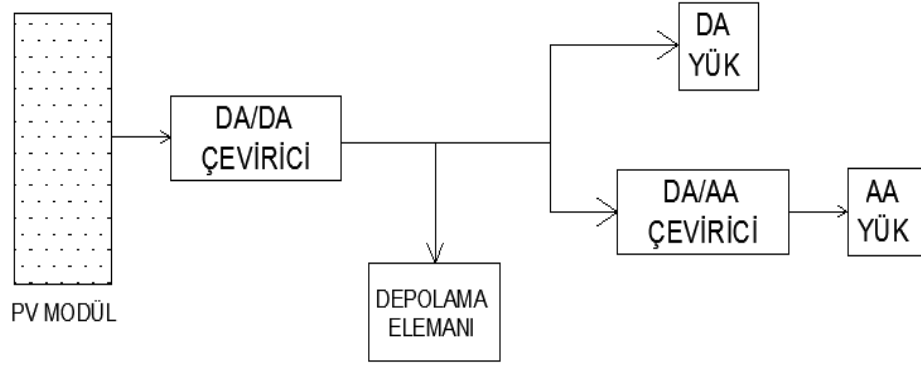 PV MODÜL
DA/DA
ÇEVİRİCİ
DEPOLAMA
ELEMANI
DA
YÜK
DA/AA
ÇEVİRİCİ
AA
YÜK